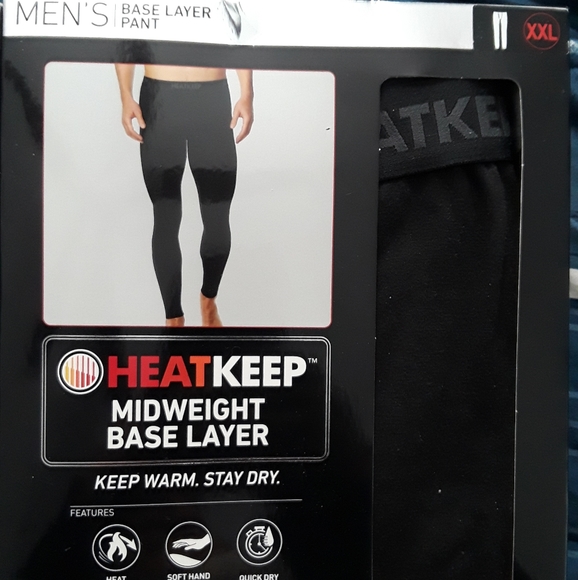 MEN'S BASE LAYER
PANT
XXL
HEATKEEP™
MIDWEIGHT
BASE LAYER
KEEP WARM. STAY DRY.
FEATURES
HEAT SOFT HAND QUICK DRY